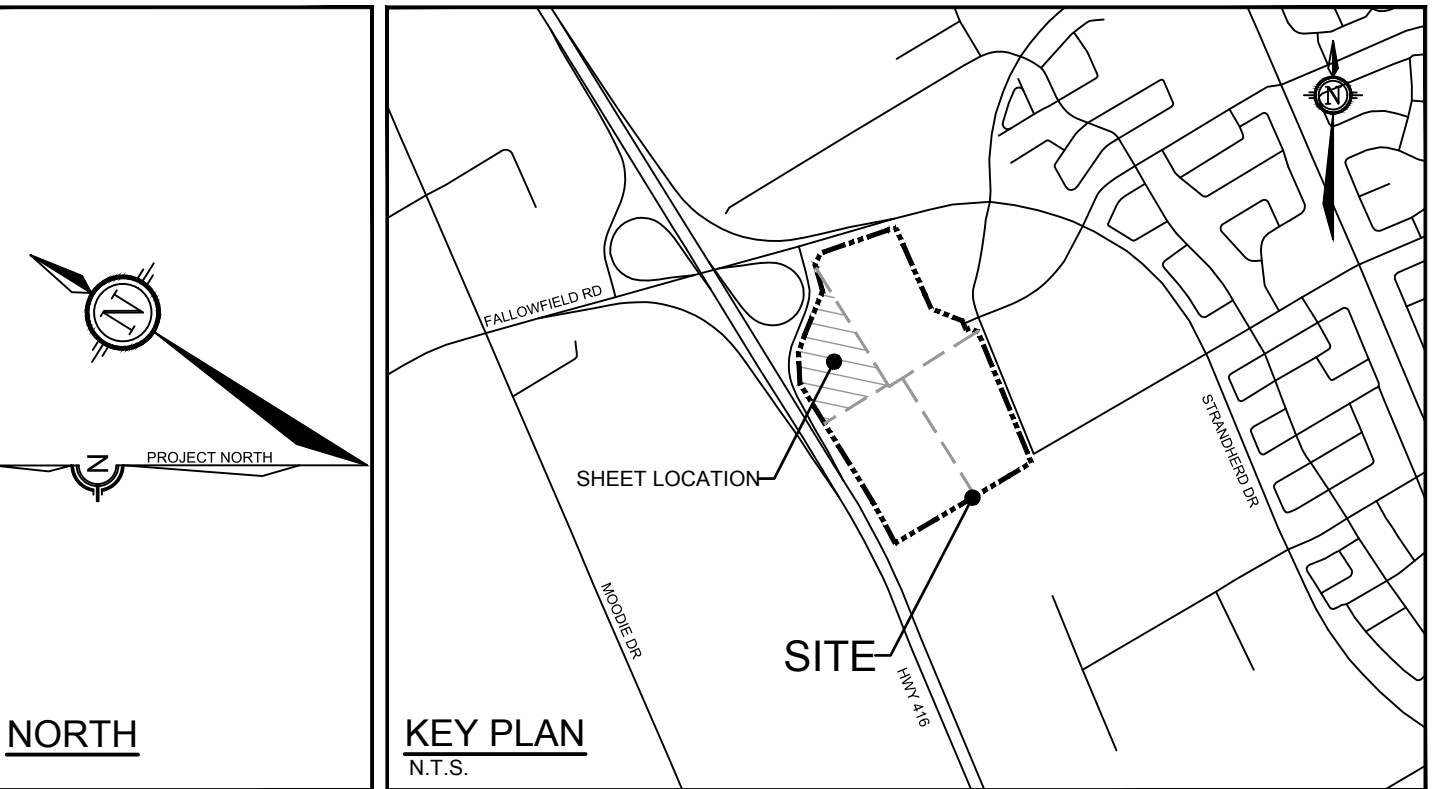 N
PROJECT NORTH
N
NORTH
N
FALLOWFIELD RD
SHEET LOCATION
STRANDHERD DR
MOODIE DR
SITE
HWY 416
KEY PLAN
N.T.S.